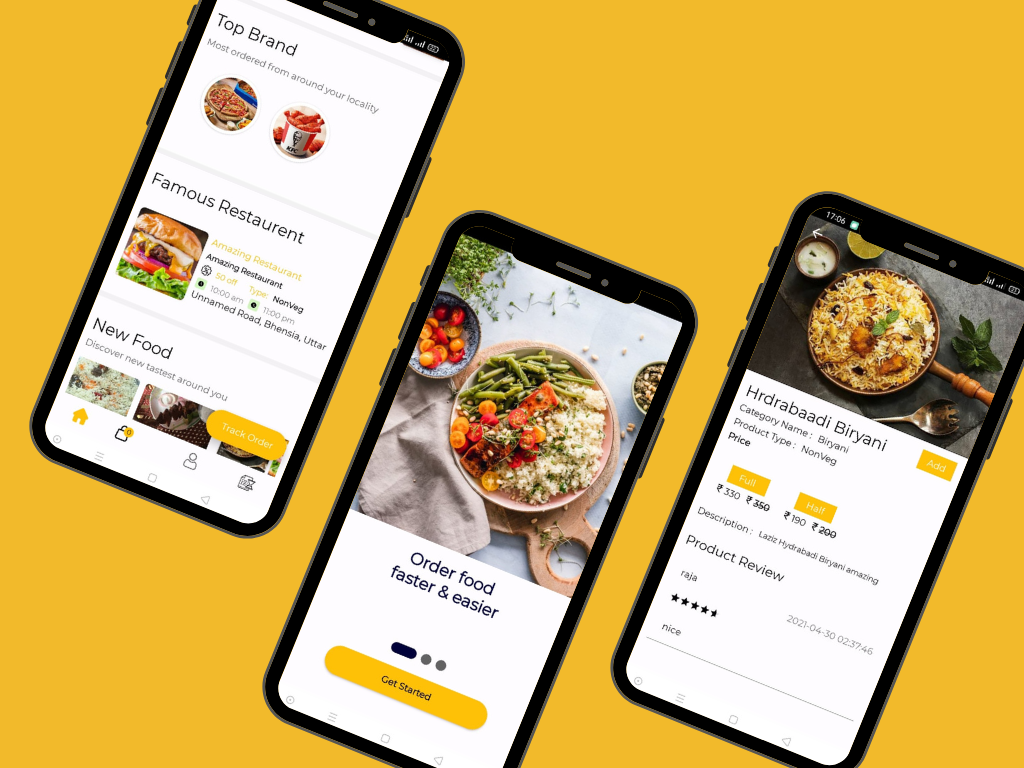 Top Brand
Most ordered from around your locality
KFC
Famous Restaurent
Amazing Restaurant
Amazing Restaurant
50 off Type: NonVeg
10:00 am 11:00 pm
Unnamed Road, Bhensia, Uttar
New Food
Discover new tastest around you
Track Order
0
Order food
faster & easier
Get Started
17:06
Hrdrabaadi Biryani
Category Name : Biryani
Product Type : NonVeg
Price
Add
Full Half
₹ 330 ₹ 350 ₹ 190 ₹ 200
Description : Laziz Hydrabadi Biryani amazing
Product Review
raja
2021-04-30 02:37:46
nice